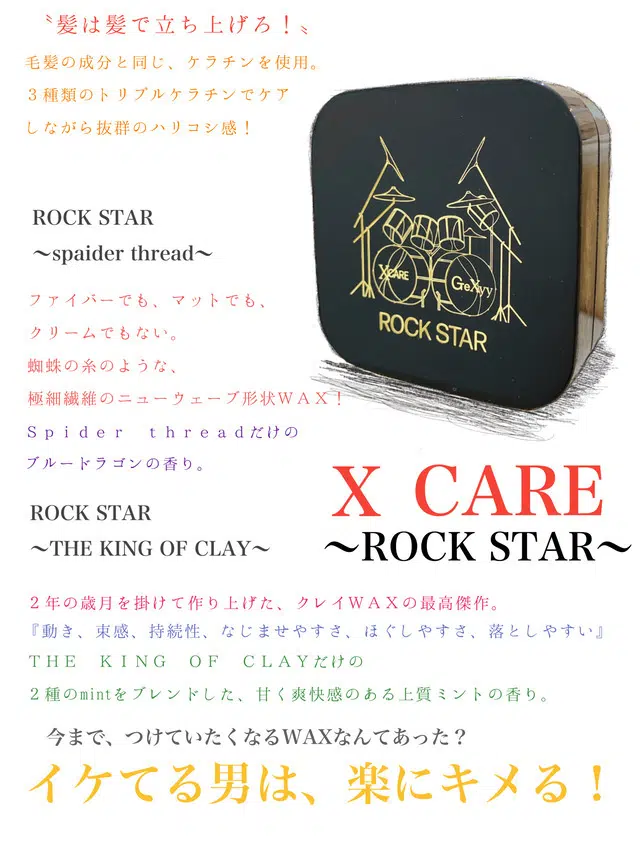 〝髪は髪で立ち上げろ！〟
毛髪の成分と同じ、ケラチンを使用。
３種類のトリプルケラチンでケア
しながら抜群のハリコシ感！
ROCK STAR
〜spaider thread〜
ファイバーでも、マットでも、
クリームでもない。
蜘蛛の糸のような、
極細繊維のニューウェーブ形状ＷＡＸ！
Ｓｐｉｄｅｒ　ｔｈｒｅａｄだけの
ブルードラゴンの香り。
XCARE
GreXyy
ROCK STAR
X CARE
〜ROCK STAR〜
ROCK STAR
〜THE KING OF CLAY〜
２年の歳月を掛けて作り上げた、クレイＷＡＸの最高傑作。
『動き、束感、持続性、なじませやすさ、ほぐしやすさ、落としやすい』
ＴＨＥ　ＫＩＮＧ　ＯＦ　ＣＬＡＹだけの
２種のmintをブレンドした、甘く爽快感のある上質ミントの香り。
今まで、つけていたくなるWAXなんてあった？
イケてる男は、楽にキメる！